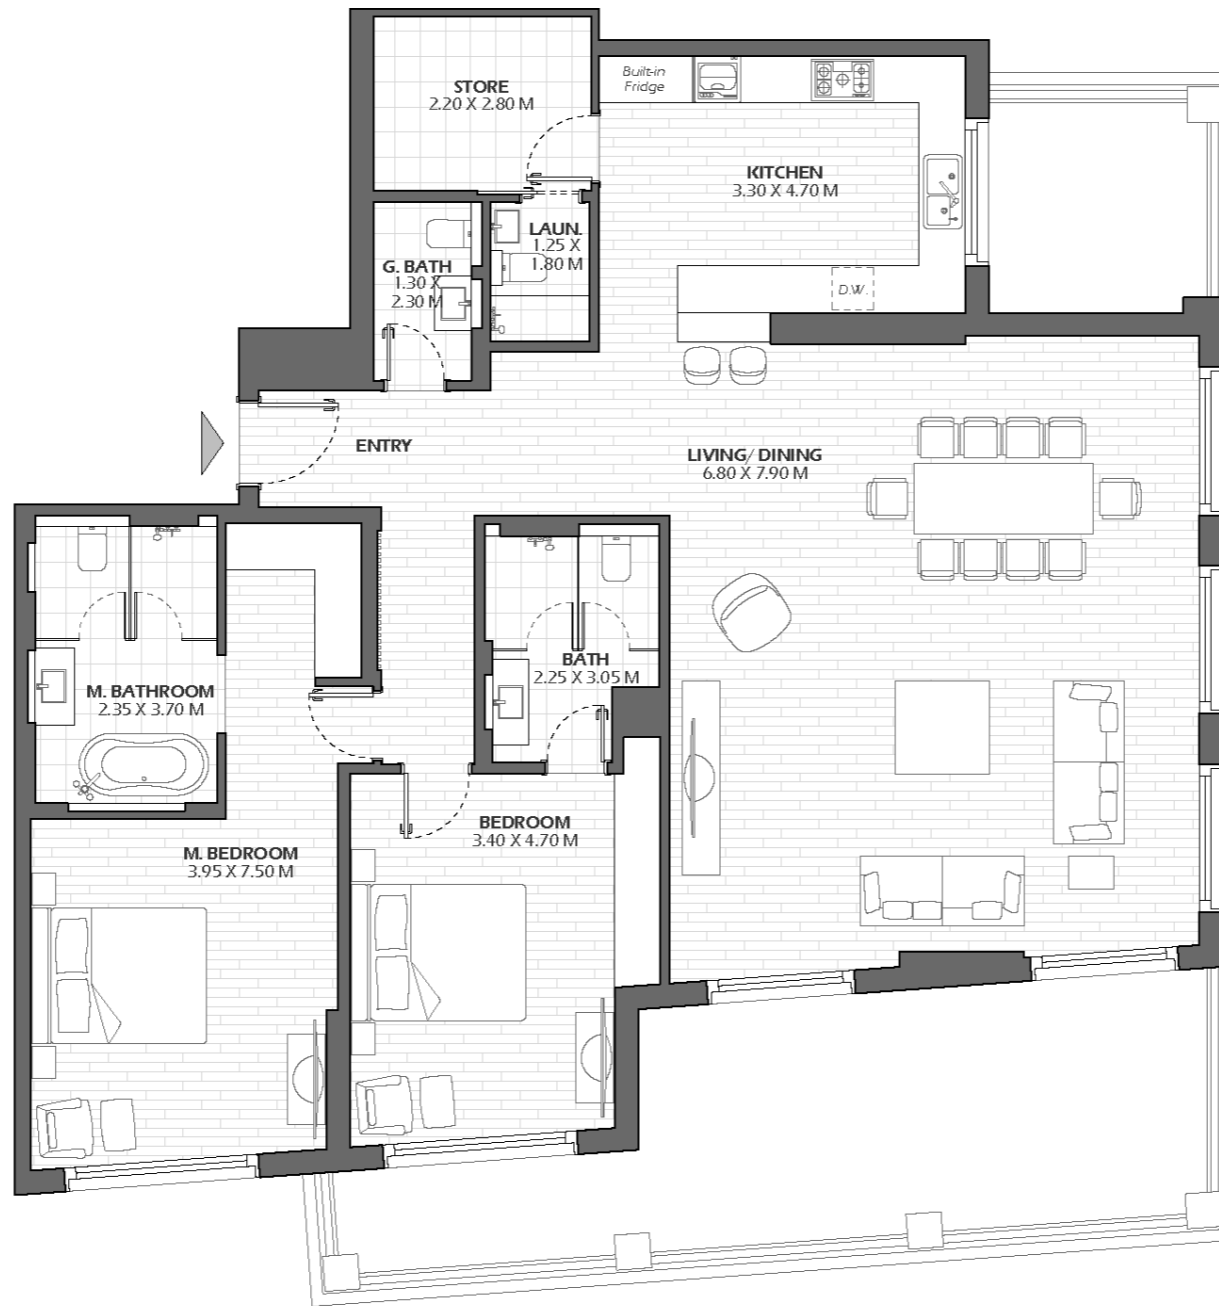 STORE
2.20 X 2.80 M
Built-in
Fridge
KITCHEN
3.30 X 4.70 M
LAUN.
1.25 X
1.80 M
G. BATH
1.30 X
2.30 M
D.W.
ENTRY
LIVING/ DINING
6.80 X 7.90 M
BATH
2.25 X 3.05 M
M. BATHROOM
2.35 X 3.70 M
BEDROOM
3.40 X 4.70 M
M. BEDROOM
3.95 X 7.50 M